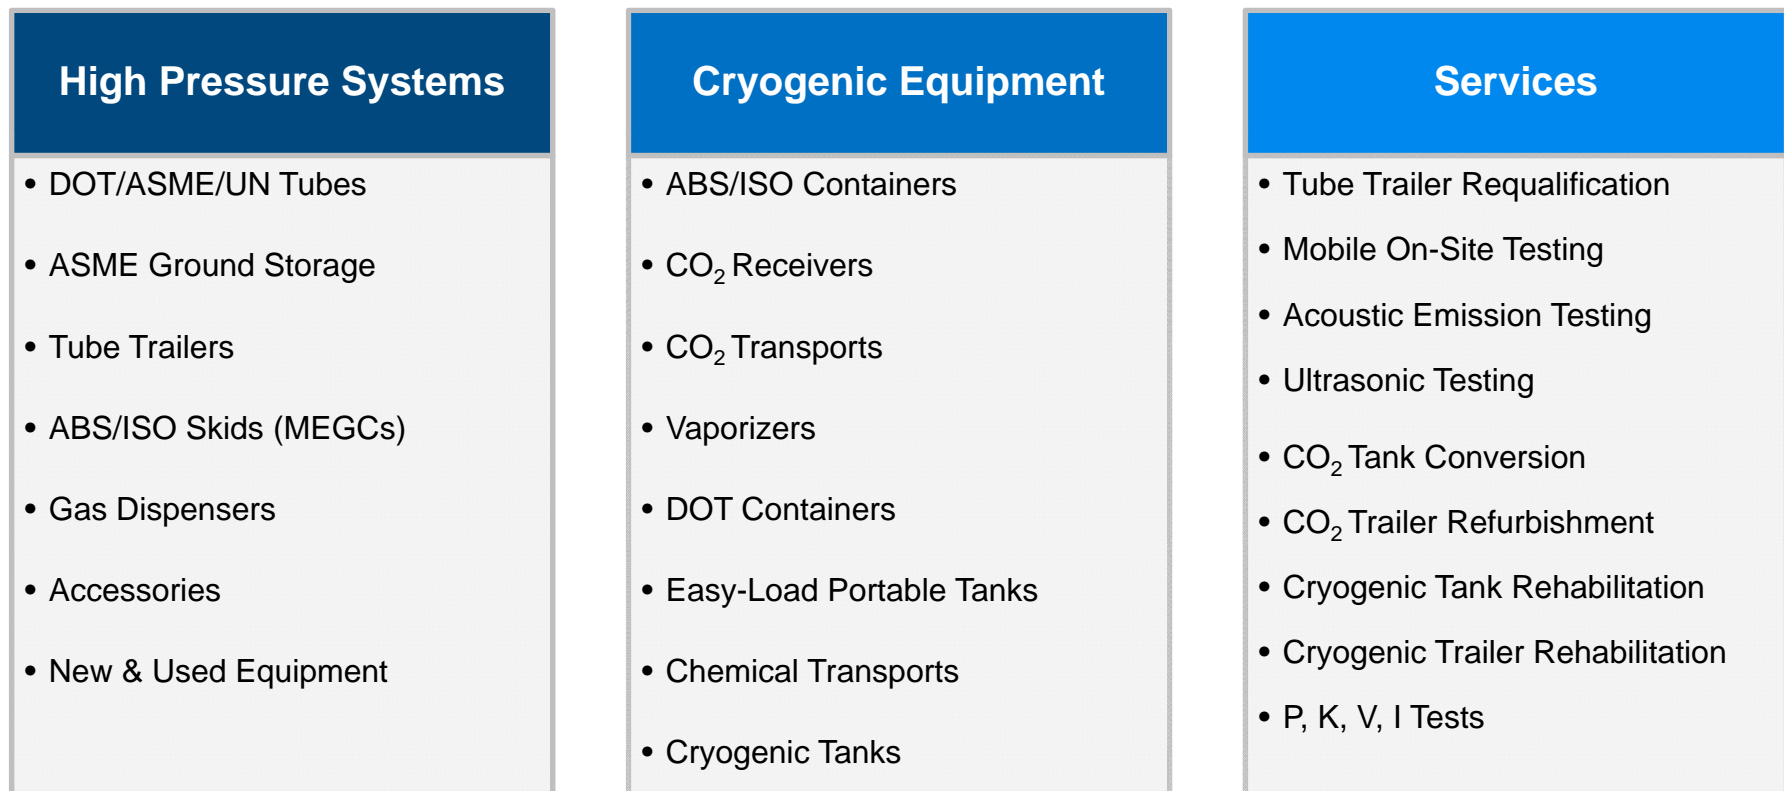 High Pressure Systems
• DOT/ASME/UN Tubes
• ASME Ground Storage
• Tube Trailers
• ABS/ISO Skids (MEGCs)
• Gas Dispensers
• Accessories
• New & Used Equipment
Cryogenic Equipment
• ABS/ISO Containers
• CO₂ Receivers
• CO₂ Transports
• Vaporizers
• DOT Containers
• Easy-Load Portable Tanks
• Chemical Transports
• Cryogenic Tanks
Services
• Tube Trailer Requalification
• Mobile On-Site Testing
• Acoustic Emission Testing
• Ultrasonic Testing
• CO₂ Tank Conversion
• CO₂ Trailer Refurbishment
• Cryogenic Tank Rehabilitation
• Cryogenic Trailer Rehabilitation
• P, K, V, I Tests